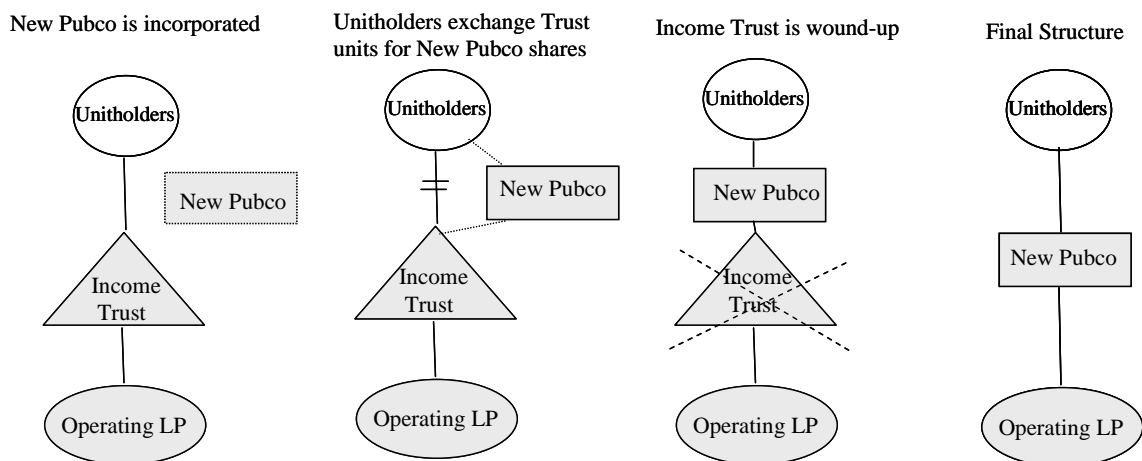 New Pubco is incorporated
Unitholders
New Pubco
Income
Trust
Operating LP
Unitholders exchange Trust
units for New Pubco shares
Unitholders
New Pubco
Income
Trust
Operating LP
Income Trust is wound-up
Unitholders
New Pubco
Income
Trust
Operating LP
Final Structure
Unitholders
New Pubco
Operating LP